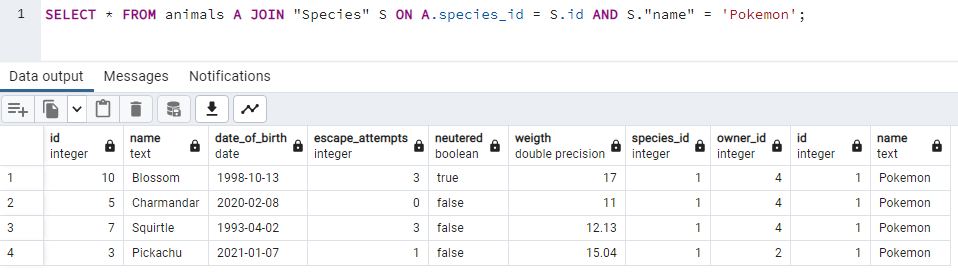 1 SELECT * FROM animals A JOIN "Species" S ON A.species_id = S.id AND S."name" = 'Pokemon';
Data output Messages Notifications
id name date_of_birth escape_attempts neutered weigth species_id owner_id id name
integer text date integer boolean double precision integer integer integer text
1 10 Blossom 1998-10-13 3 true 17 1 4 1 Pokemon
2 5 Charmandar 2020-02-08 0 false 11 1 4 1 Pokemon
3 7 Squirtle 1993-04-02 3 false 12.13 1 4 1 Pokemon
4 3 Pickachu 2021-01-07 1 false 15.04 1 2 1 Pokemon